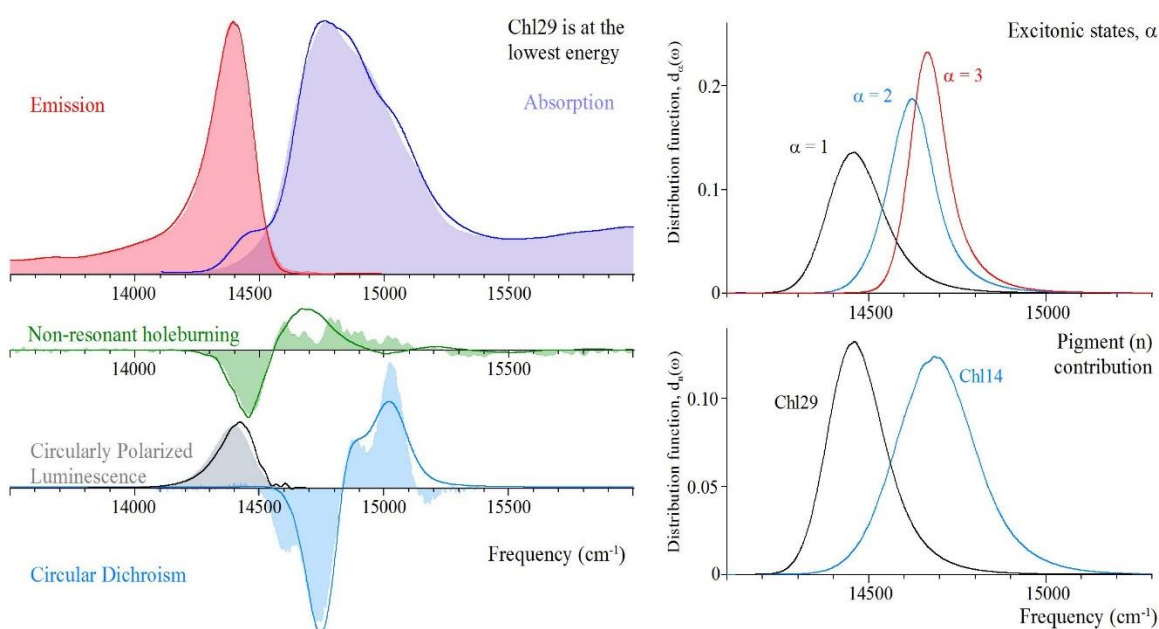 Chl29 is at the
lowest energy
Emission
Absorption
14000
14500
15000
15500
Non-resonant holeburning
14000
15500
Circularly Polarized
Luminescence
14000
14500
15000
15500
Frequency (cm-1)
Circular Dichroism
Excitonic states, α
α = 3
α = 2
α = 1
0.2
0.1
0
Distribution function, dα(ω)
14500
15000
Pigment (n)
contribution
Chl29
Chl14
0.10
0.05
0
Distribution function, dn(ω)
14500
15000
Frequency (cm-1)